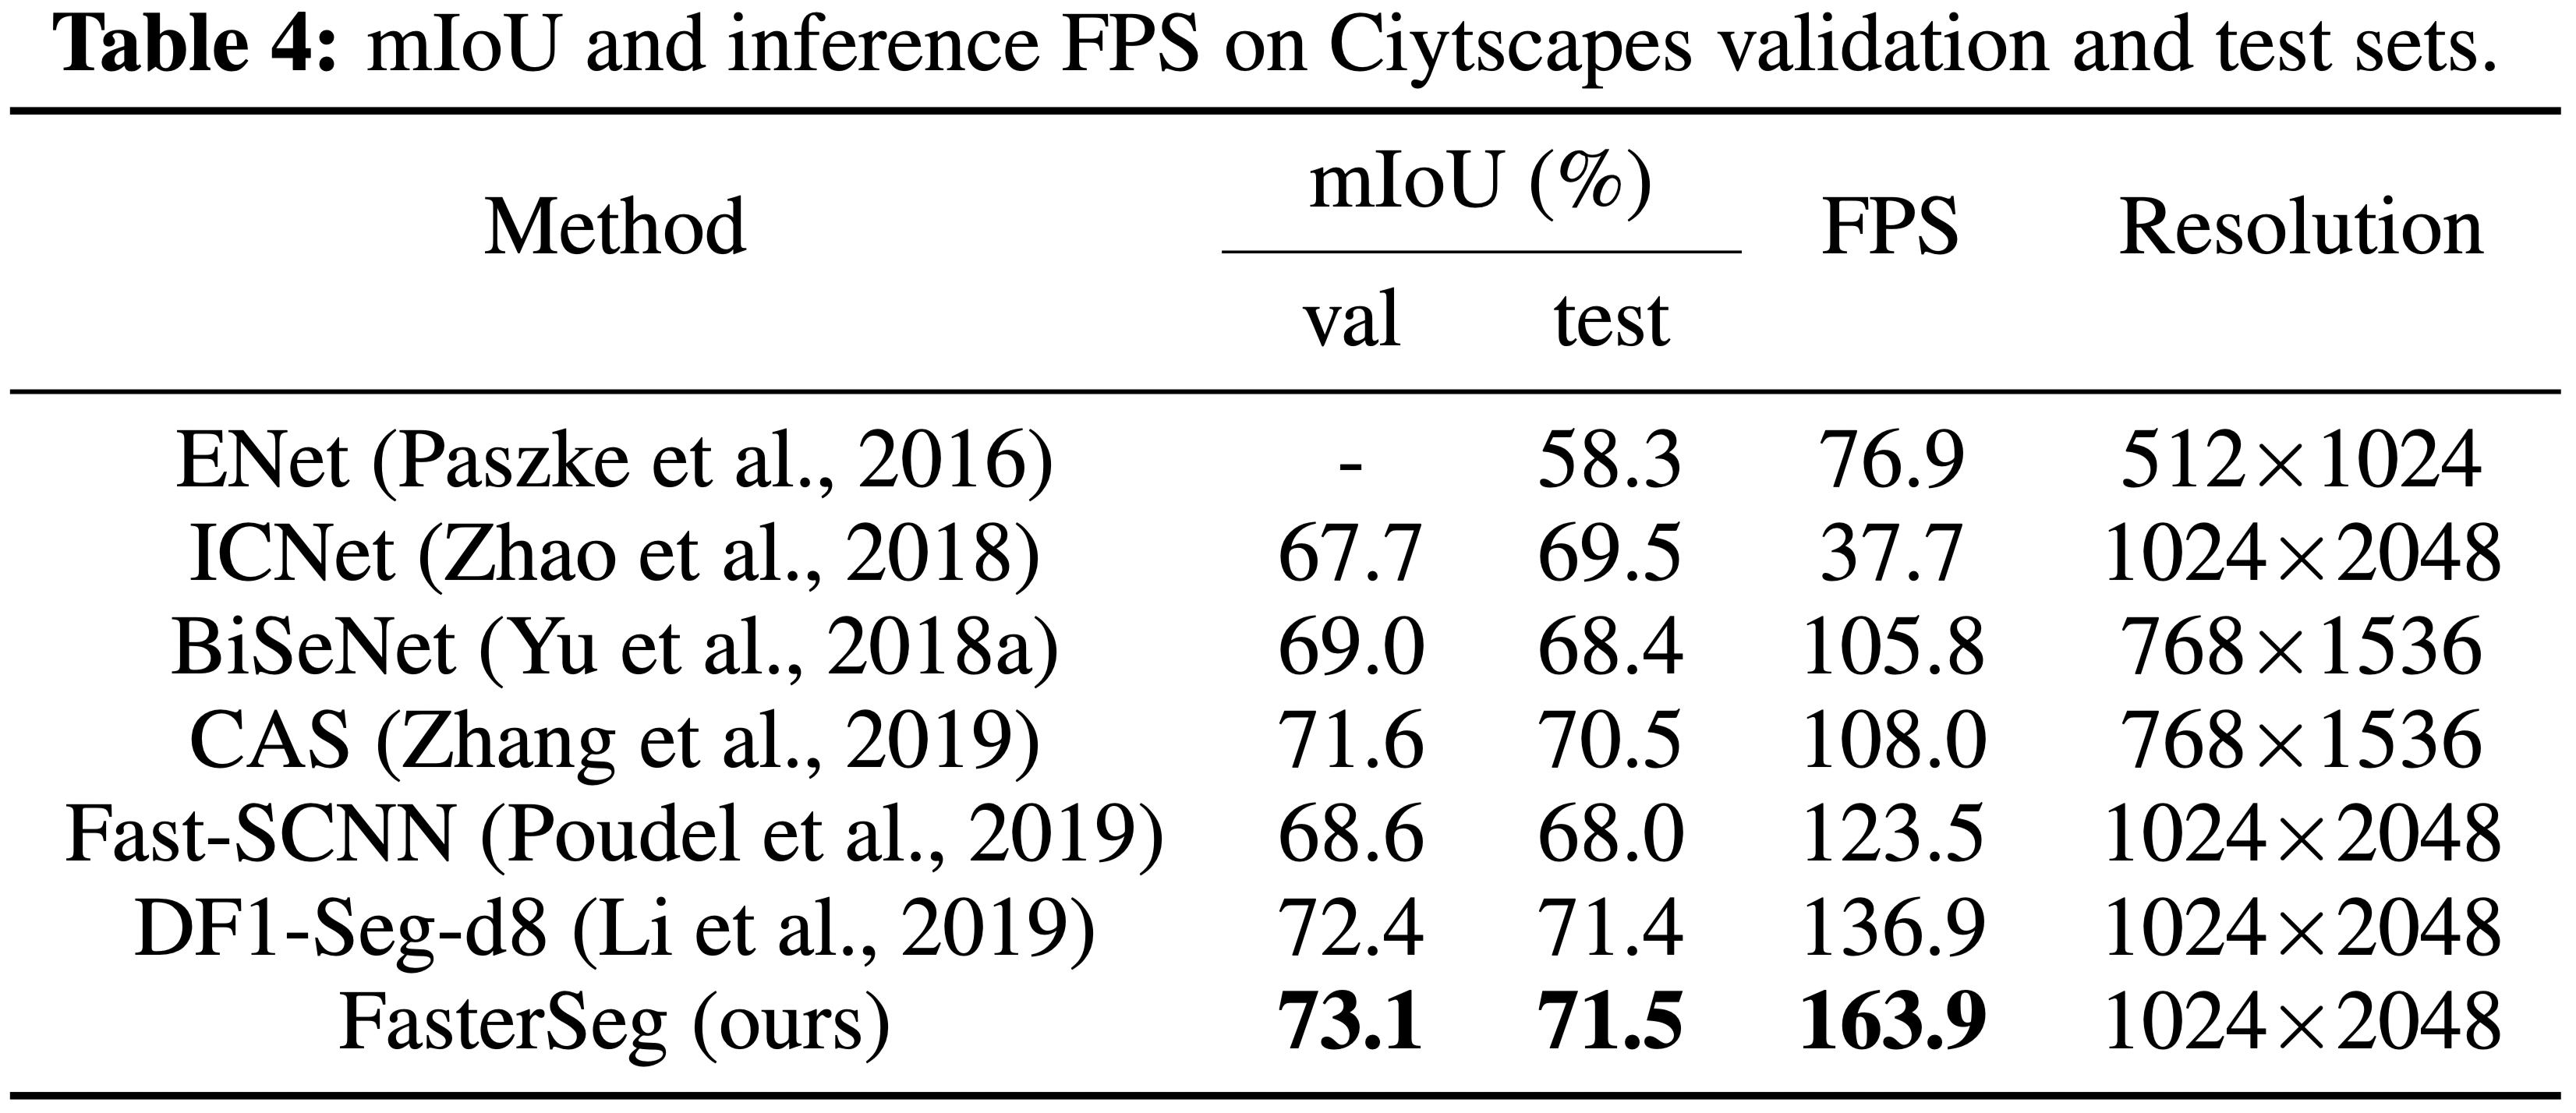 Table 4: mIoU and inference FPS on Ciytscapes validation and test sets.
Method mIoU (%) FPS Resolution
val test
ENet (Paszke et al., 2016) - 58.3 76.9 512×1024
ICNet (Zhao et al., 2018) 67.7 69.5 37.7 1024×2048
BiSeNet (Yu et al., 2018a) 69.0 68.4 105.8 768×1536
CAS (Zhang et al., 2019) 71.6 70.5 108.0 768×1536
Fast-SCNN (Poudel et al., 2019) 68.6 68.0 123.5 1024×2048
DF1-Seg-d8 (Li et al., 2019) 72.4 71.4 136.9 1024×2048
FasterSeg (ours) 73.1 71.5 163.9 1024×2048